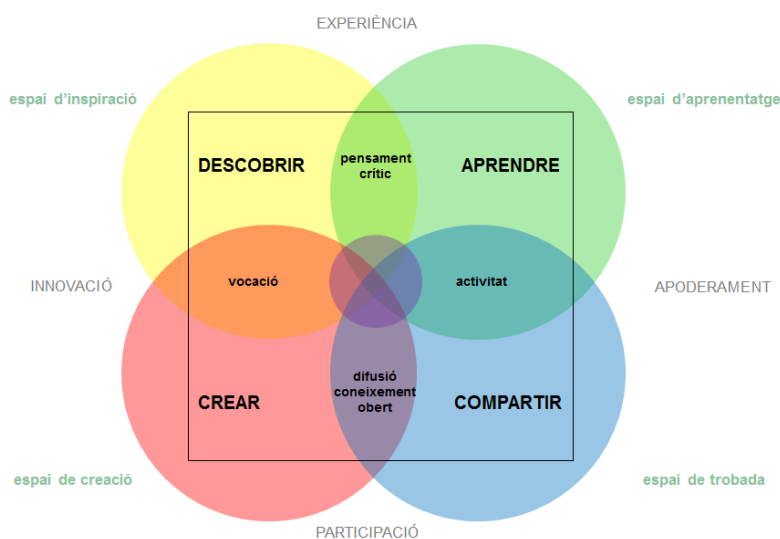 EXPERIÈNCIA
espai d'inspiració
espai d'aprenentatge
DESCOBRIR
pensament
crític
APRENDRE
INNOVACIÓ
vocació
activitat
APODERAMENT
CREAR
difusió
coneixement
obert
COMPARTIR
espai de creació
espai de trobada
PARTICIPACIÓ